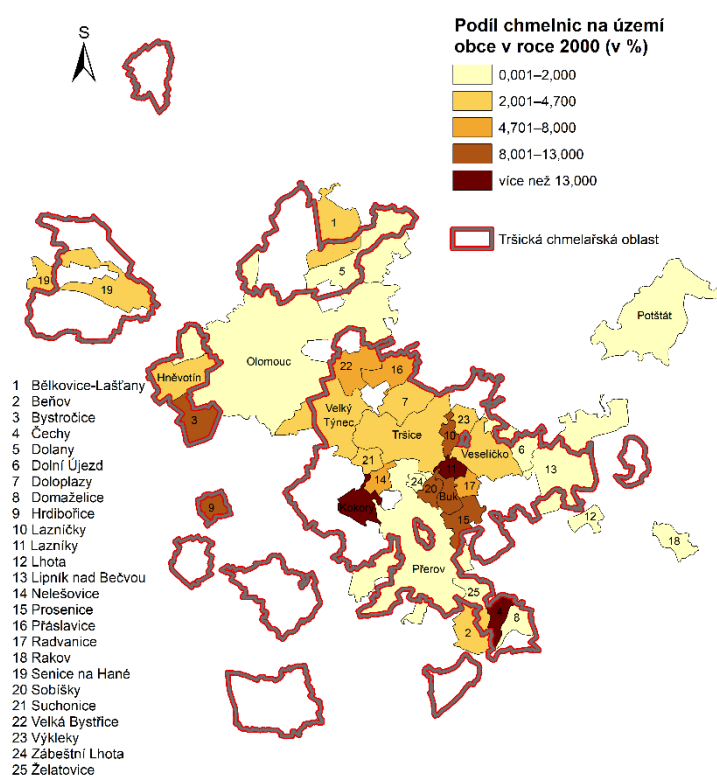 Podíl chmelnic na území
obce v roce 2000 (v %)
0,001–2,000
2,001–4,700
4,701–8,000
8,001–13,000
více než 13,000
Tršická chmelařská oblast
S
1
5
19
19
Potštát
Olomouc
Hněvotín
3
22
16
7
Velký
Týnec
Tršice
23
10
Veselíčko
6
13
21
11
14
24
20
Buk
17
Kokory
9
15
12
18
Přerov
25
4
8
2
1 Bělkovice-Lašťany
2 Beňov
3 Bystročice
4 Čechy
5 Dolany
6 Dolní Újezd
7 Doloplazy
8 Domaželice
9 Hrdibořice
10 Lazníčky
11 Lazníky
12 Lhota
13 Lipník nad Bečvou
14 Nelešovice
15 Prosenice
16 Přáslavice
17 Radvanice
18 Rakov
19 Senice na Hané
20 Sobíšky
21 Suchonice
22 Velká Bystřice
23 Výkleky
24 Zábeštní Lhota
25 Želatovice